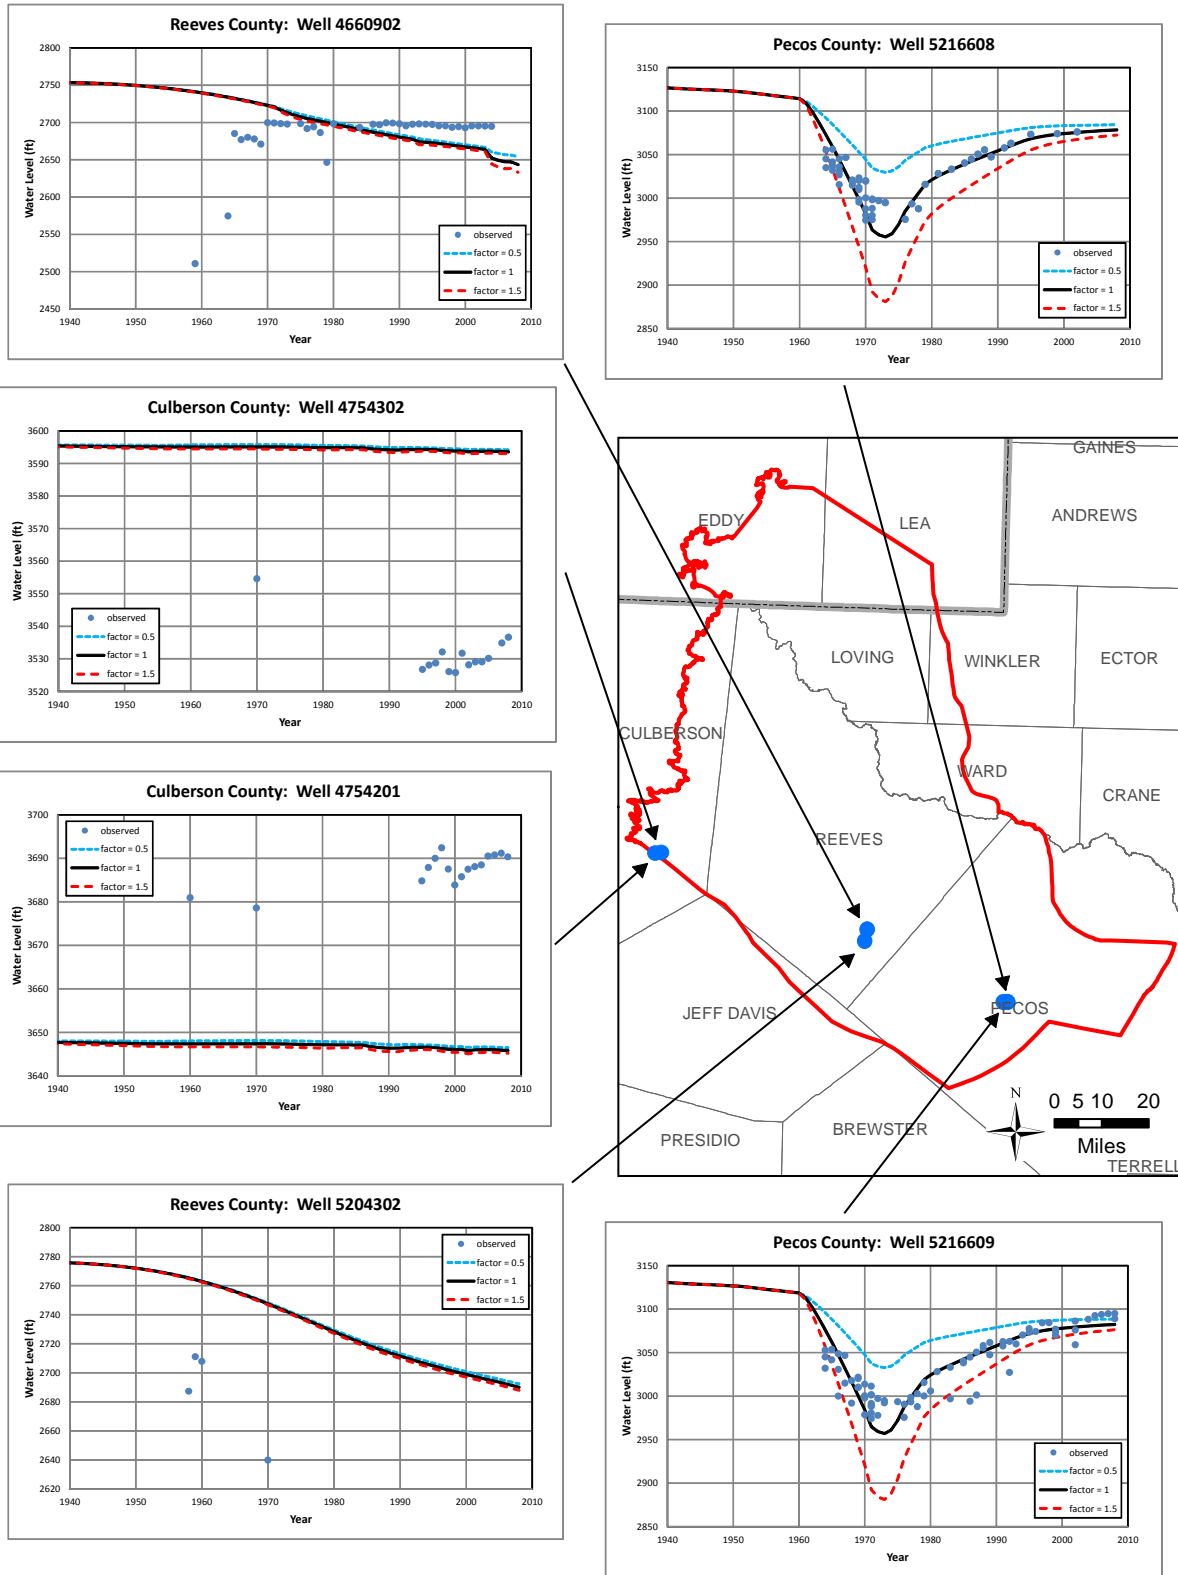 Reeves County:  Well 4660902
2800
2750
2700
2650
2600
2550
2500
2450
Water Level (ft)
observed
factor = 0.5
factor = 1
factor = 1.5
1940 1950 1960 1970 1980 1990 2000 2010
Year
Pecos County:  Well 5216608
3150
3100
3050
3000
2950
2900
2850
Water Level (ft)
observed
factor = 0.5
factor = 1
factor = 1.5
1940 1950 1960 1970 1980 1990 2000 2010
Year
Culberson County:  Well 4754302
3600
3590
3580
3570
3560
3550
3540
3530
3520
Water Level (ft)
observed
factor = 0.5
factor = 1
factor = 1.5
1940 1950 1960 1970 1980 1990 2000 2010
Year
Culberson County:  Well 4754201
3700
3690
3680
3670
3660
3650
3640
Water Level (ft)
observed
factor = 0.5
factor = 1
factor = 1.5
1940 1950 1960 1970 1980 1990 2000 2010
Year
GAINES
EDDY
LEA
ANDREWS
LOVING
WINKLER
ECTOR
CULBERSON
WARD
CRANE
REEVES
JEFF DAVIS
PECOS
PRESIDIO
BREWSTER
TERRELL
N
0 5 10 20
Miles
Reeves County:  Well 5204302
2800
2780
2760
2740
2720
2700
2680
2660
2640
2620
Water Level (ft)
observed
factor = 0.5
factor = 1
factor = 1.5
1940 1950 1960 1970 1980 1990 2000 2010
Year
Pecos County:  Well 5216609
3150
3100
3050
3000
2950
2900
2850
Water Level (ft)
observed
factor = 0.5
factor = 1
factor = 1.5
1940 1950 1960 1970 1980 1990 2000 2010
Year